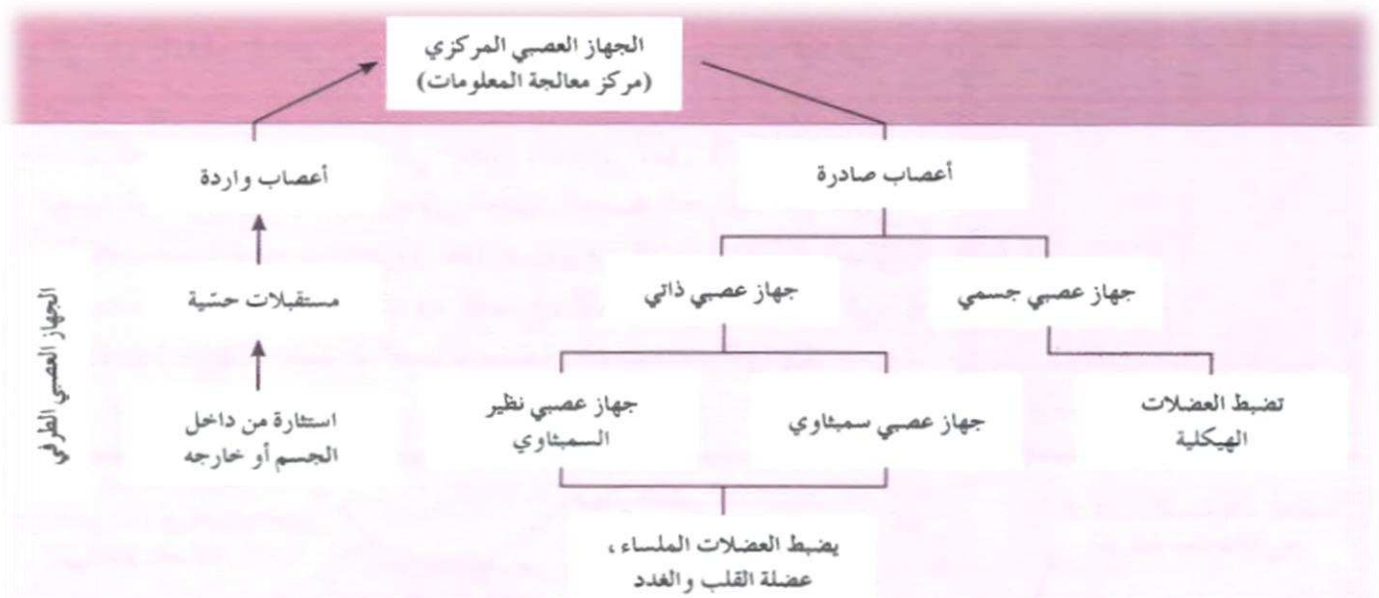 الجهاز العصبي المركزي
(مركز معالجة المعلومات)
أعصاب صادرة
أعصاب واردة
جهاز عصبي جسمي
جهاز عصبي ذاتي
مستقبلات حسّية
الجهاز العصبي الطرفي
تضبط العضلات
الهيكلية
جهاز عصبي سمبثاوي
جهاز عصبي نظير
السمبثاوي
استثارة من داخل
الجسم أو خارجه
يضبط العضلات الملساء،
عضلة القلب والغدد